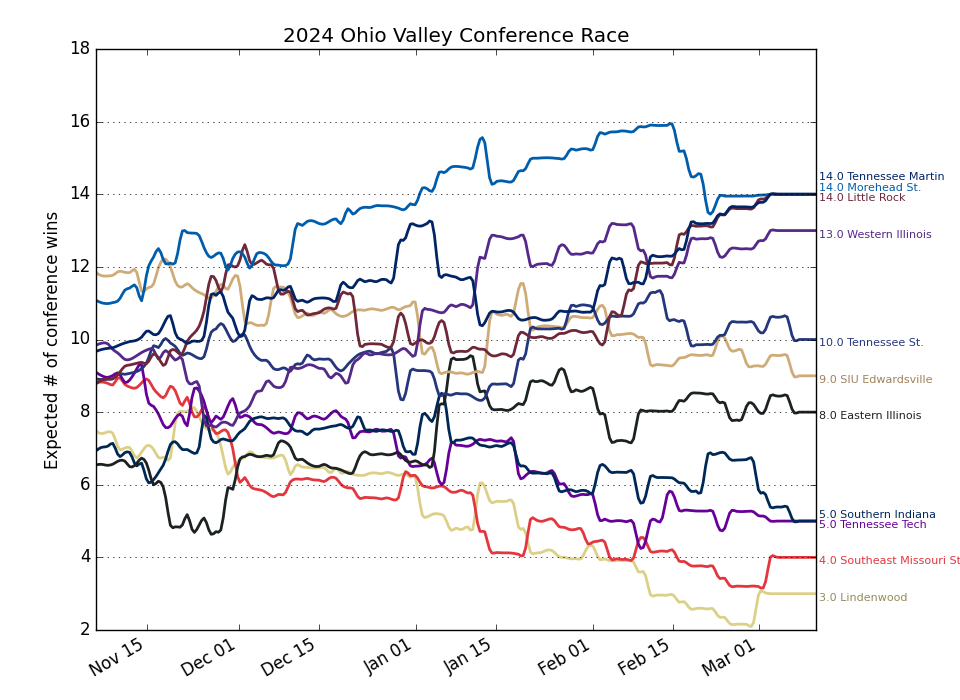 2024 Ohio Valley Conference Race
Expected # of conference wins
18
16
14
12
10
8
6
4
2
Nov 15
Dec 01
Dec 15
Jan 01
Jan 15
Feb 01
Feb 15
Mar 01
14.0 Tennessee Martin
14.0 Morehead St.
14.0 Little Rock
13.0 Western Illinois
10.0 Tennessee St.
9.0 SIU Edwardsville
8.0 Eastern Illinois
5.0 Southern Indiana
5.0 Tennessee Tech
4.0 Southeast Missouri St
3.0 Lindenwood